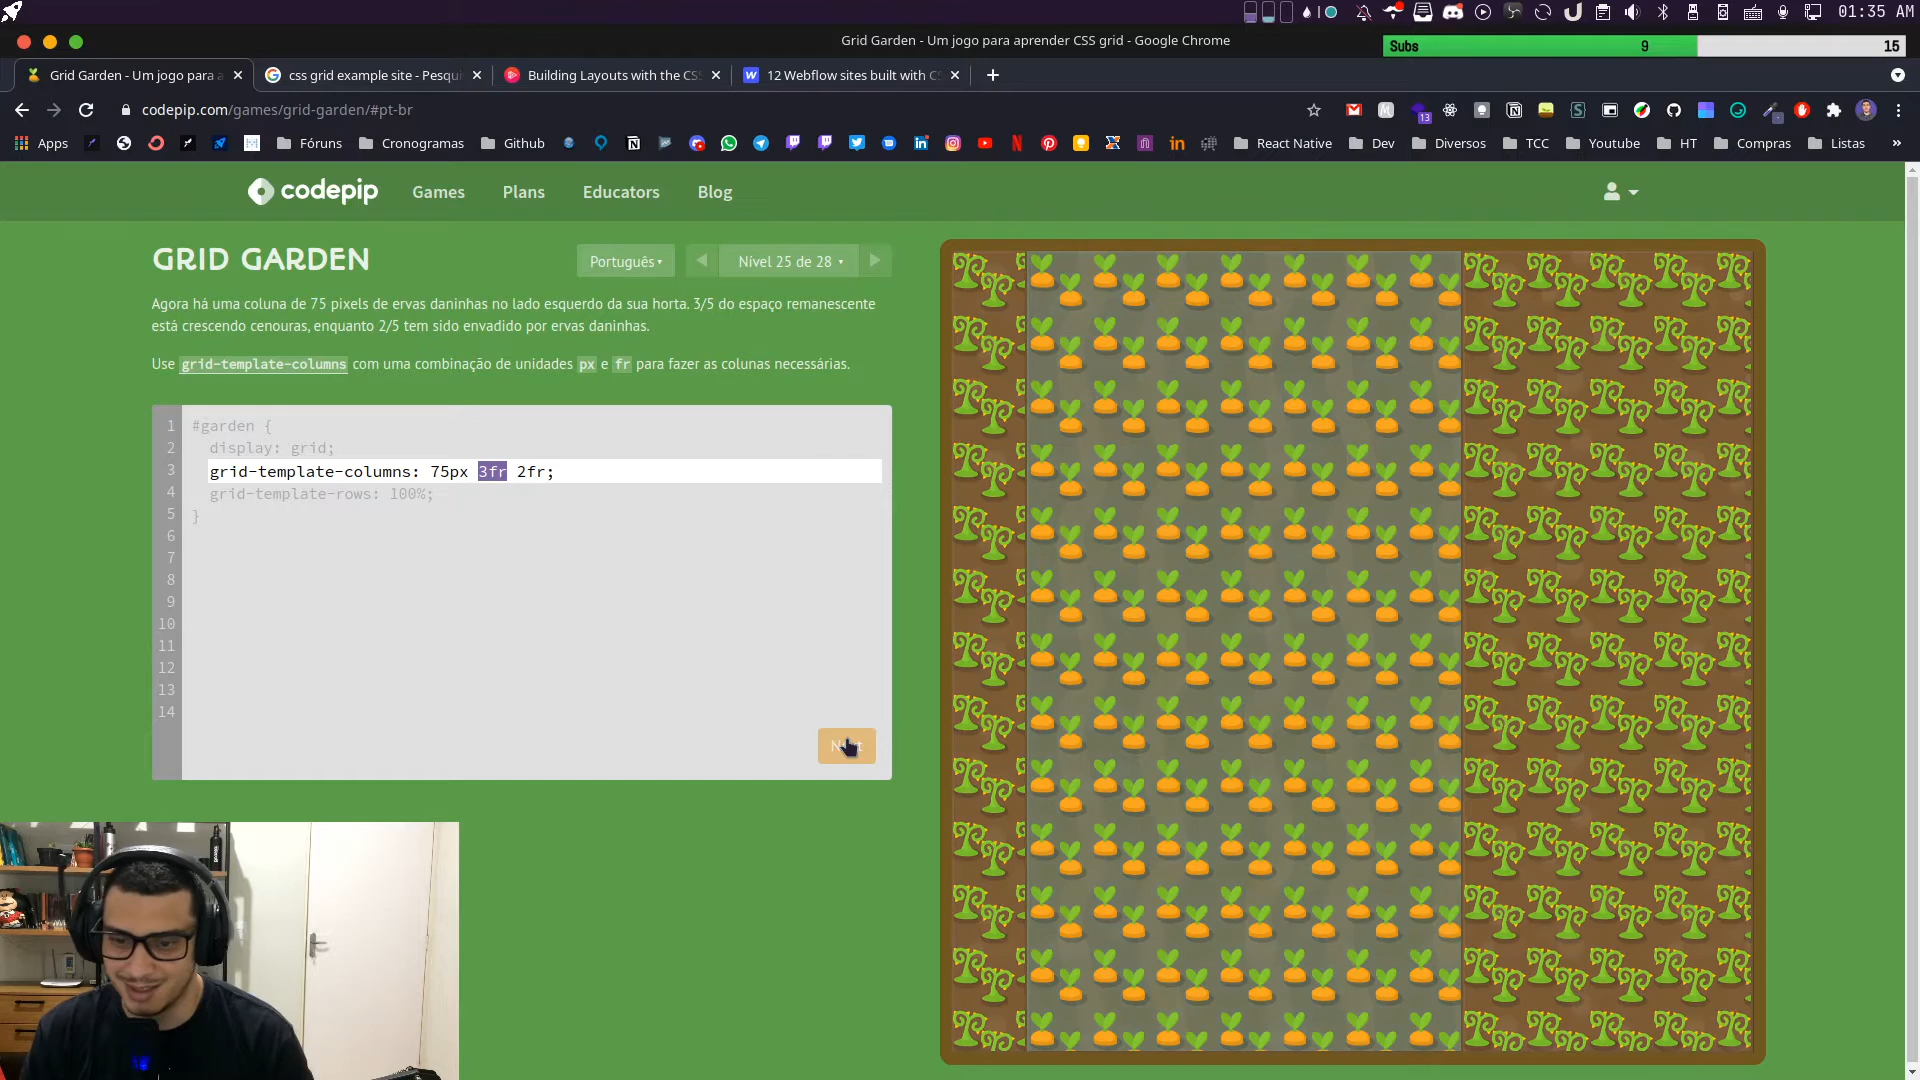 01:35 AM
Grid Garden - Um jogo para aprender CSS grid - Google Chrome
Subs 9 15
Grid Garden - Um jogo para a
css grid example site - Pesqu
Building Layouts with the CSS
12 Webflow sites built with CS
codepip.com/games/grid-garden/#pt-br
13
Apps
Fóruns
Cronogramas
Github
React Native
Dev
Diversos
TCC
Youtube
HT
Compras
Listas
»
codepip
Games
Plans
Educators
Blog
GRID GARDEN
Português
Nível 25 de 28
Agora há uma coluna de 75 pixels de ervas daninhas no lado esquerdo da sua horta. 3/5 do espaço remanescente
está crescendo cenouras, enquanto 2/5 tem sido envadido por ervas daninhas.
Use grid-template-columns com uma combinação de unidades px e fr para fazer as colunas necessárias.
1 #garden {
2 display: grid;
3 grid-template-columns: 75px 3fr 2fr;
4 grid-template-rows: 100%;
5 }
6
7
8
9
10
11
12
13
14